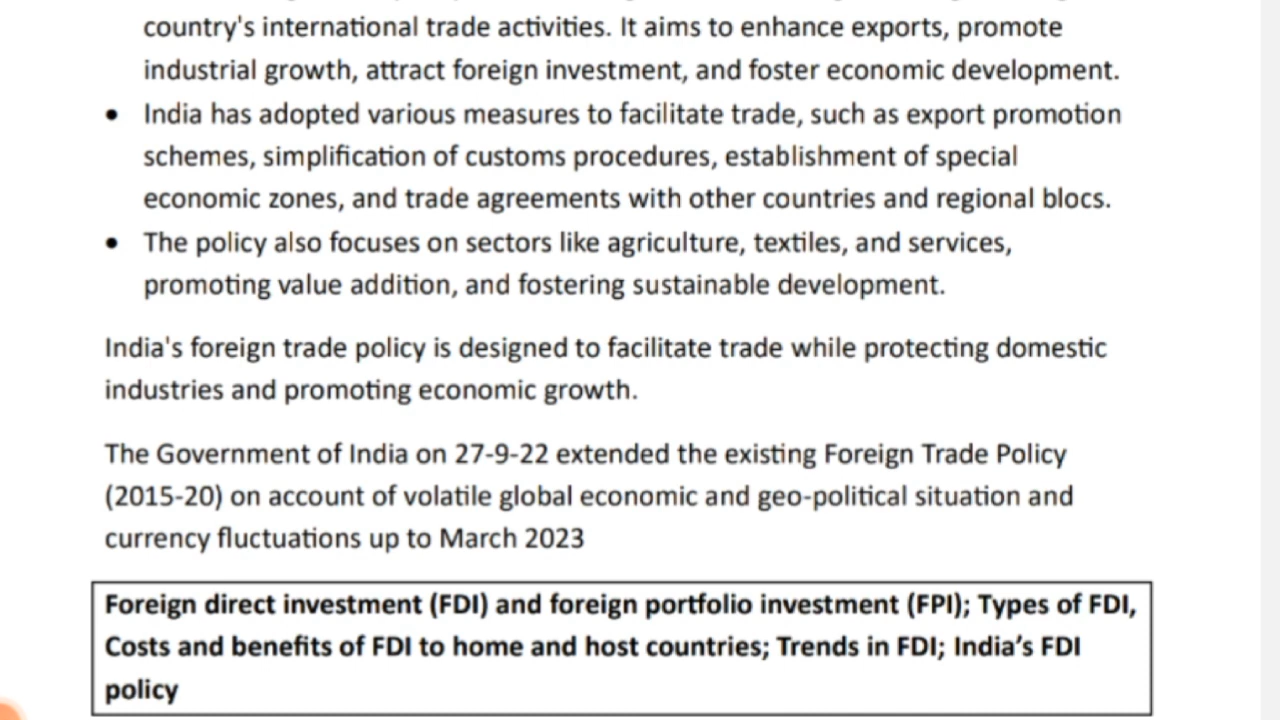 country's international trade activities. It aims to enhance exports, promote
industrial growth, attract foreign investment, and foster economic development.
• India has adopted various measures to facilitate trade, such as export promotion
schemes, simplification of customs procedures, establishment of special
economic zones, and trade agreements with other countries and regional blocs.
• The policy also focuses on sectors like agriculture, textiles, and services,
promoting value addition, and fostering sustainable development.
India's foreign trade policy is designed to facilitate trade while protecting domestic
industries and promoting economic growth.
The Government of India on 27-9-22 extended the existing Foreign Trade Policy
(2015-20) on account of volatile global economic and geo-political situation and
currency fluctuations up to March 2023
Foreign direct investment (FDI) and foreign portfolio investment (FPI); Types of FDI,
Costs and benefits of FDI to home and host countries; Trends in FDI; India’s FDI
policy